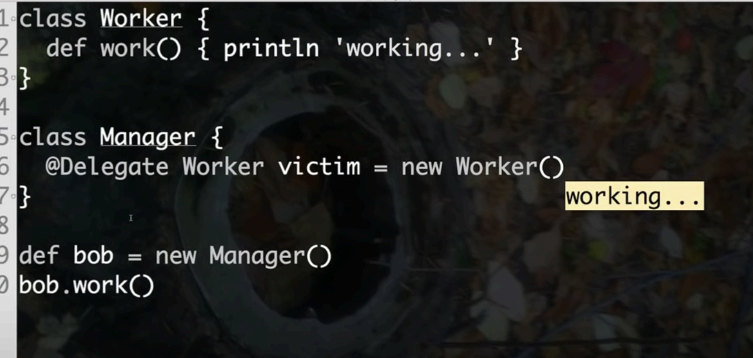 1 class Worker {
2   def work() { println 'working...' }
3 }
4
5 class Manager {
6   @Delegate Worker victim = new Worker()
7 }
working...
8
9 def bob = new Manager()
0 bob.work()